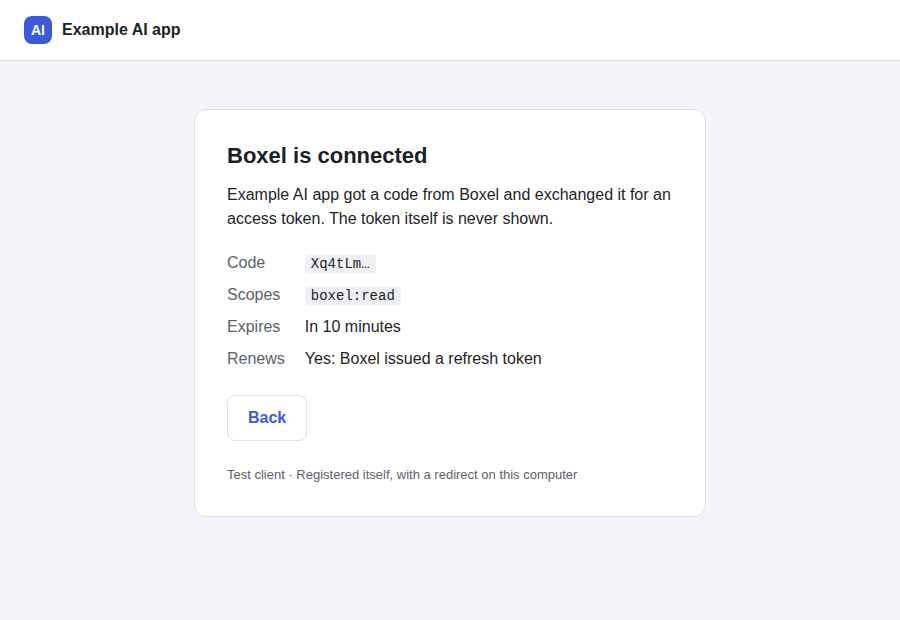 AI Example AI app
Boxel is connected
Example AI app got a code from Boxel and exchanged it for an
access token. The token itself is never shown.
Code Xq4tLm…
Scopes boxel:read
Expires In 10 minutes
Renews Yes: Boxel issued a refresh token
Back
Test client · Registered itself, with a redirect on this computer